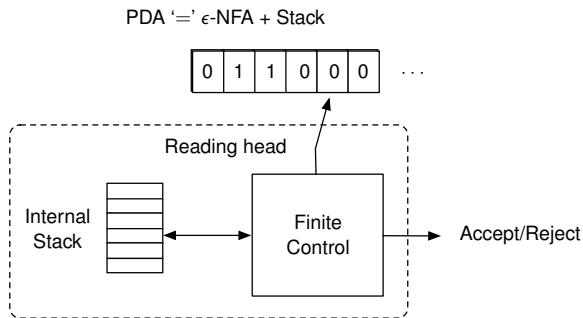 PDA ‘=’ ϵ-NFA + Stack
0 1 1 0 0 0 ...
Reading head
Internal
Stack
Finite
Control
Accept/Reject